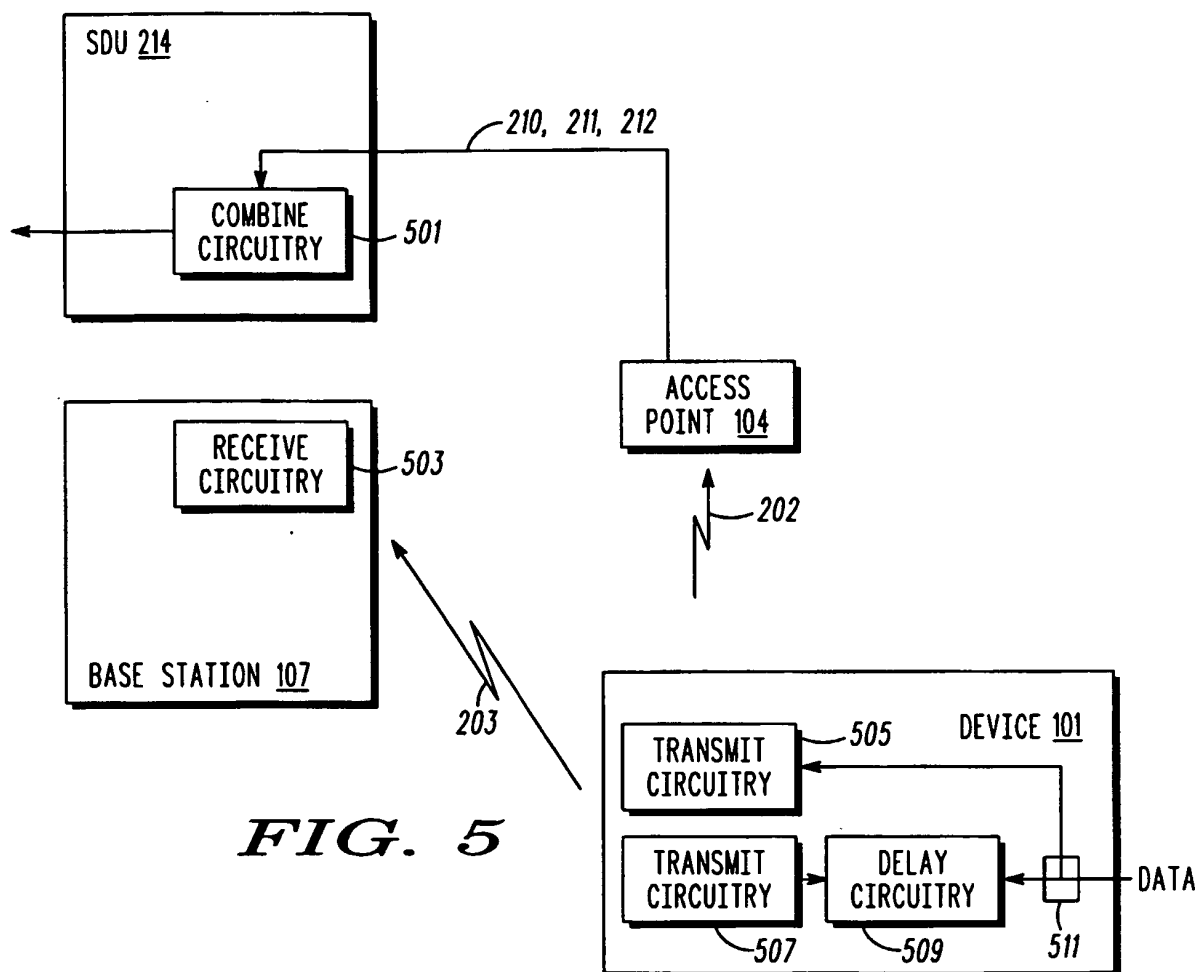 SDU 214
210, 211, 212
COMBINE
CIRCUITRY
501
ACCESS
POINT 104
RECEIVE
CIRCUITRY
503
202
BASE STATION 107
203
DEVICE 101
505
TRANSMIT
CIRCUITRY
FIG. 5
TRANSMIT
CIRCUITRY
DELAY
CIRCUITRY
DATA
507
509
511